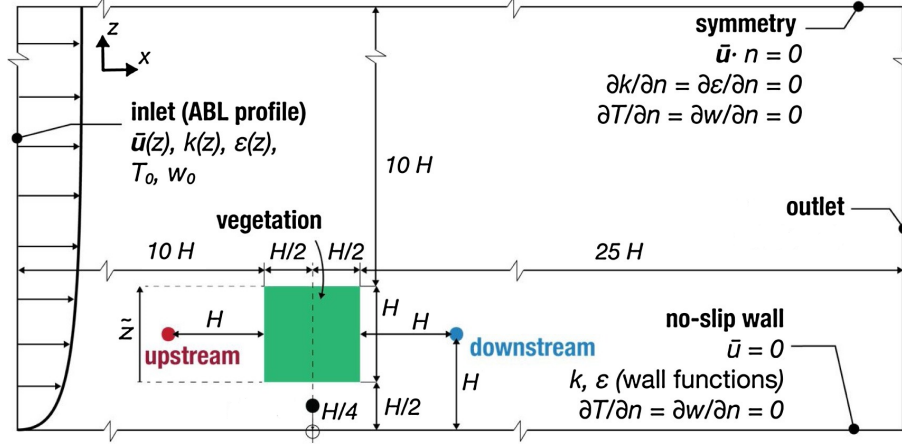 symmetry
ū· n = 0
∂k/∂n = ∂ε/∂n = 0
∂T/∂n = ∂w/∂n = 0
z
x
inlet (ABL profile)
ū(z), k(z), ε(z),
T₀, w₀
10 H
vegetation
outlet
10 H
H/2
H/2
25 H
z̃
H
upstream
H
H
downstream
H
H/4
H/2
no-slip wall
ū = 0
k, ε (wall functions)
∂T/∂n = ∂w/∂n = 0